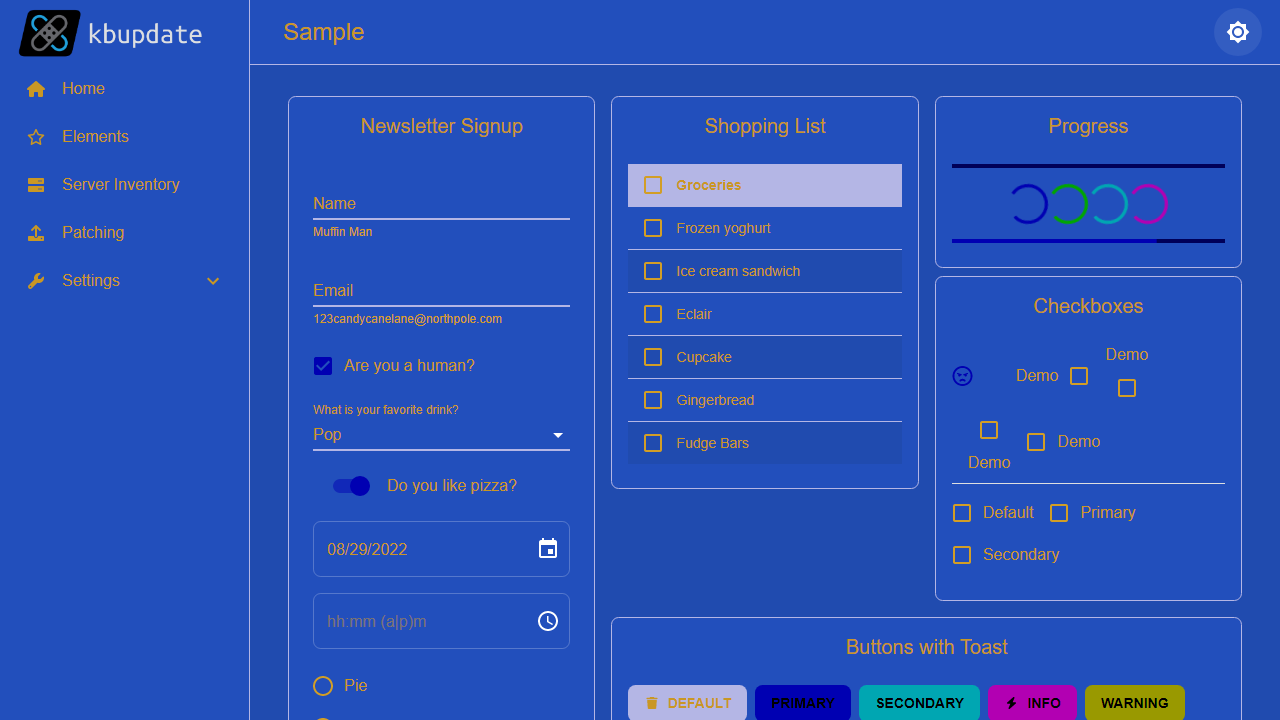 kbupdate
Sample
Home
Elements
Server Inventory
Patching
Settings
Newsletter Signup
Name
Muffin Man
Email
123candycanelane@northpole.com
Are you a human?
What is your favorite drink?
Pop
Do you like pizza?
08/29/2022
hh:mm (a|p)m
Pie
Shopping List
Groceries
Frozen yoghurt
Ice cream sandwich
Eclair
Cupcake
Gingerbread
Fudge Bars
Progress
Checkboxes
Demo
Demo
Demo
Demo
Default
Primary
Secondary
Buttons with Toast
DEFAULT
PRIMARY
SECONDARY
INFO
WARNING